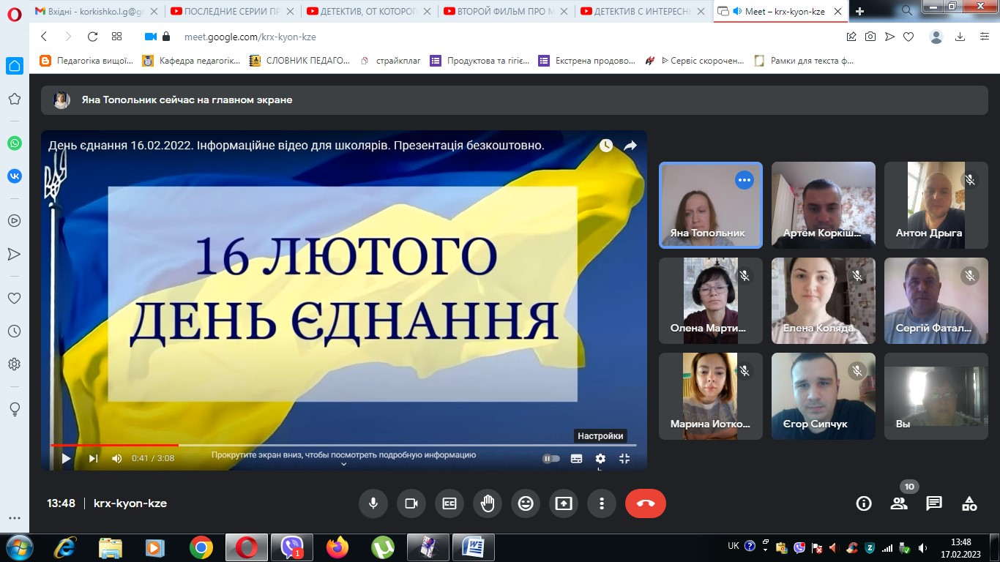 Вхідні - korkishko.l.g@g
ПОСЛЕДНИЕ СЕРИИ ПР
ДЕТЕКТИВ, ОТ КОТОРОГ
ВТОРОЙ ФИЛЬМ ПРО М
ДЕТЕКТИВ С ИНТЕРЕСН
Meet – krx-kyon-kze
meet.google.com/krx-kyon-kze
Педагогіка вищої...
Кафедра педагогік...
СЛОВНИК ПЕДАГО...
страйкплаг
Продуктова та гігіє...
Екстрена продово...
ᐉ Сервіс скорочен...
Рамки для текста ф...
Яна Топольник сейчас на главном экране
День єднання 16.02.2022. Інформаційне відео для школярів. Презентація безкоштовно.
16 ЛЮТОГО
ДЕНЬ ЄДНАННЯ
Настройки
0:41 / 3:08
Прокрутите экран вниз, чтобы посмотреть подробную информацию
Яна Топольник
Артем Коркіш...
Антон Дрыга
Олена Марти...
Елена Коляда
Сергій Фатал...
Марина Иотко...
Єгор Сипчук
Вы
13:48
krx-kyon-kze
10
UK
13:48
17.02.2023